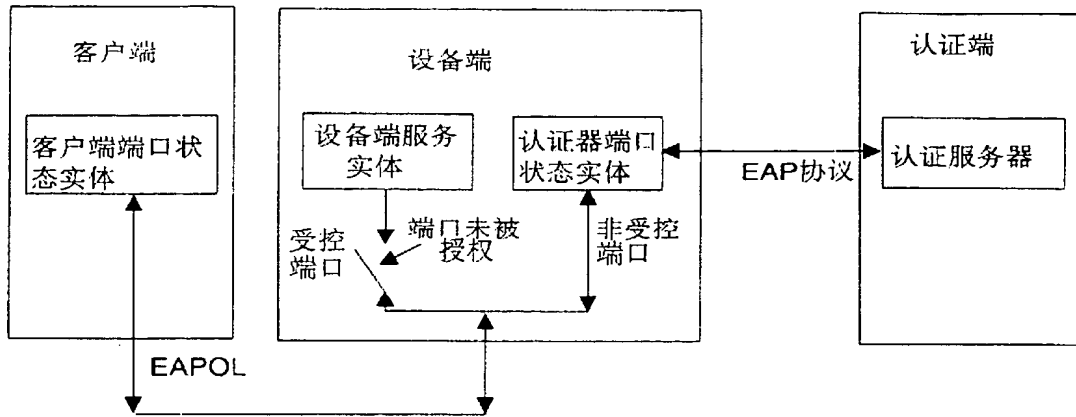 客户端
客户端端口状
态实体
EAPOL
设备端
设备端服务
实体
认证器端口
状态实体
受控
端口
端口未被
授权
非受控
端口
EAP协议
认证端
认证服务器